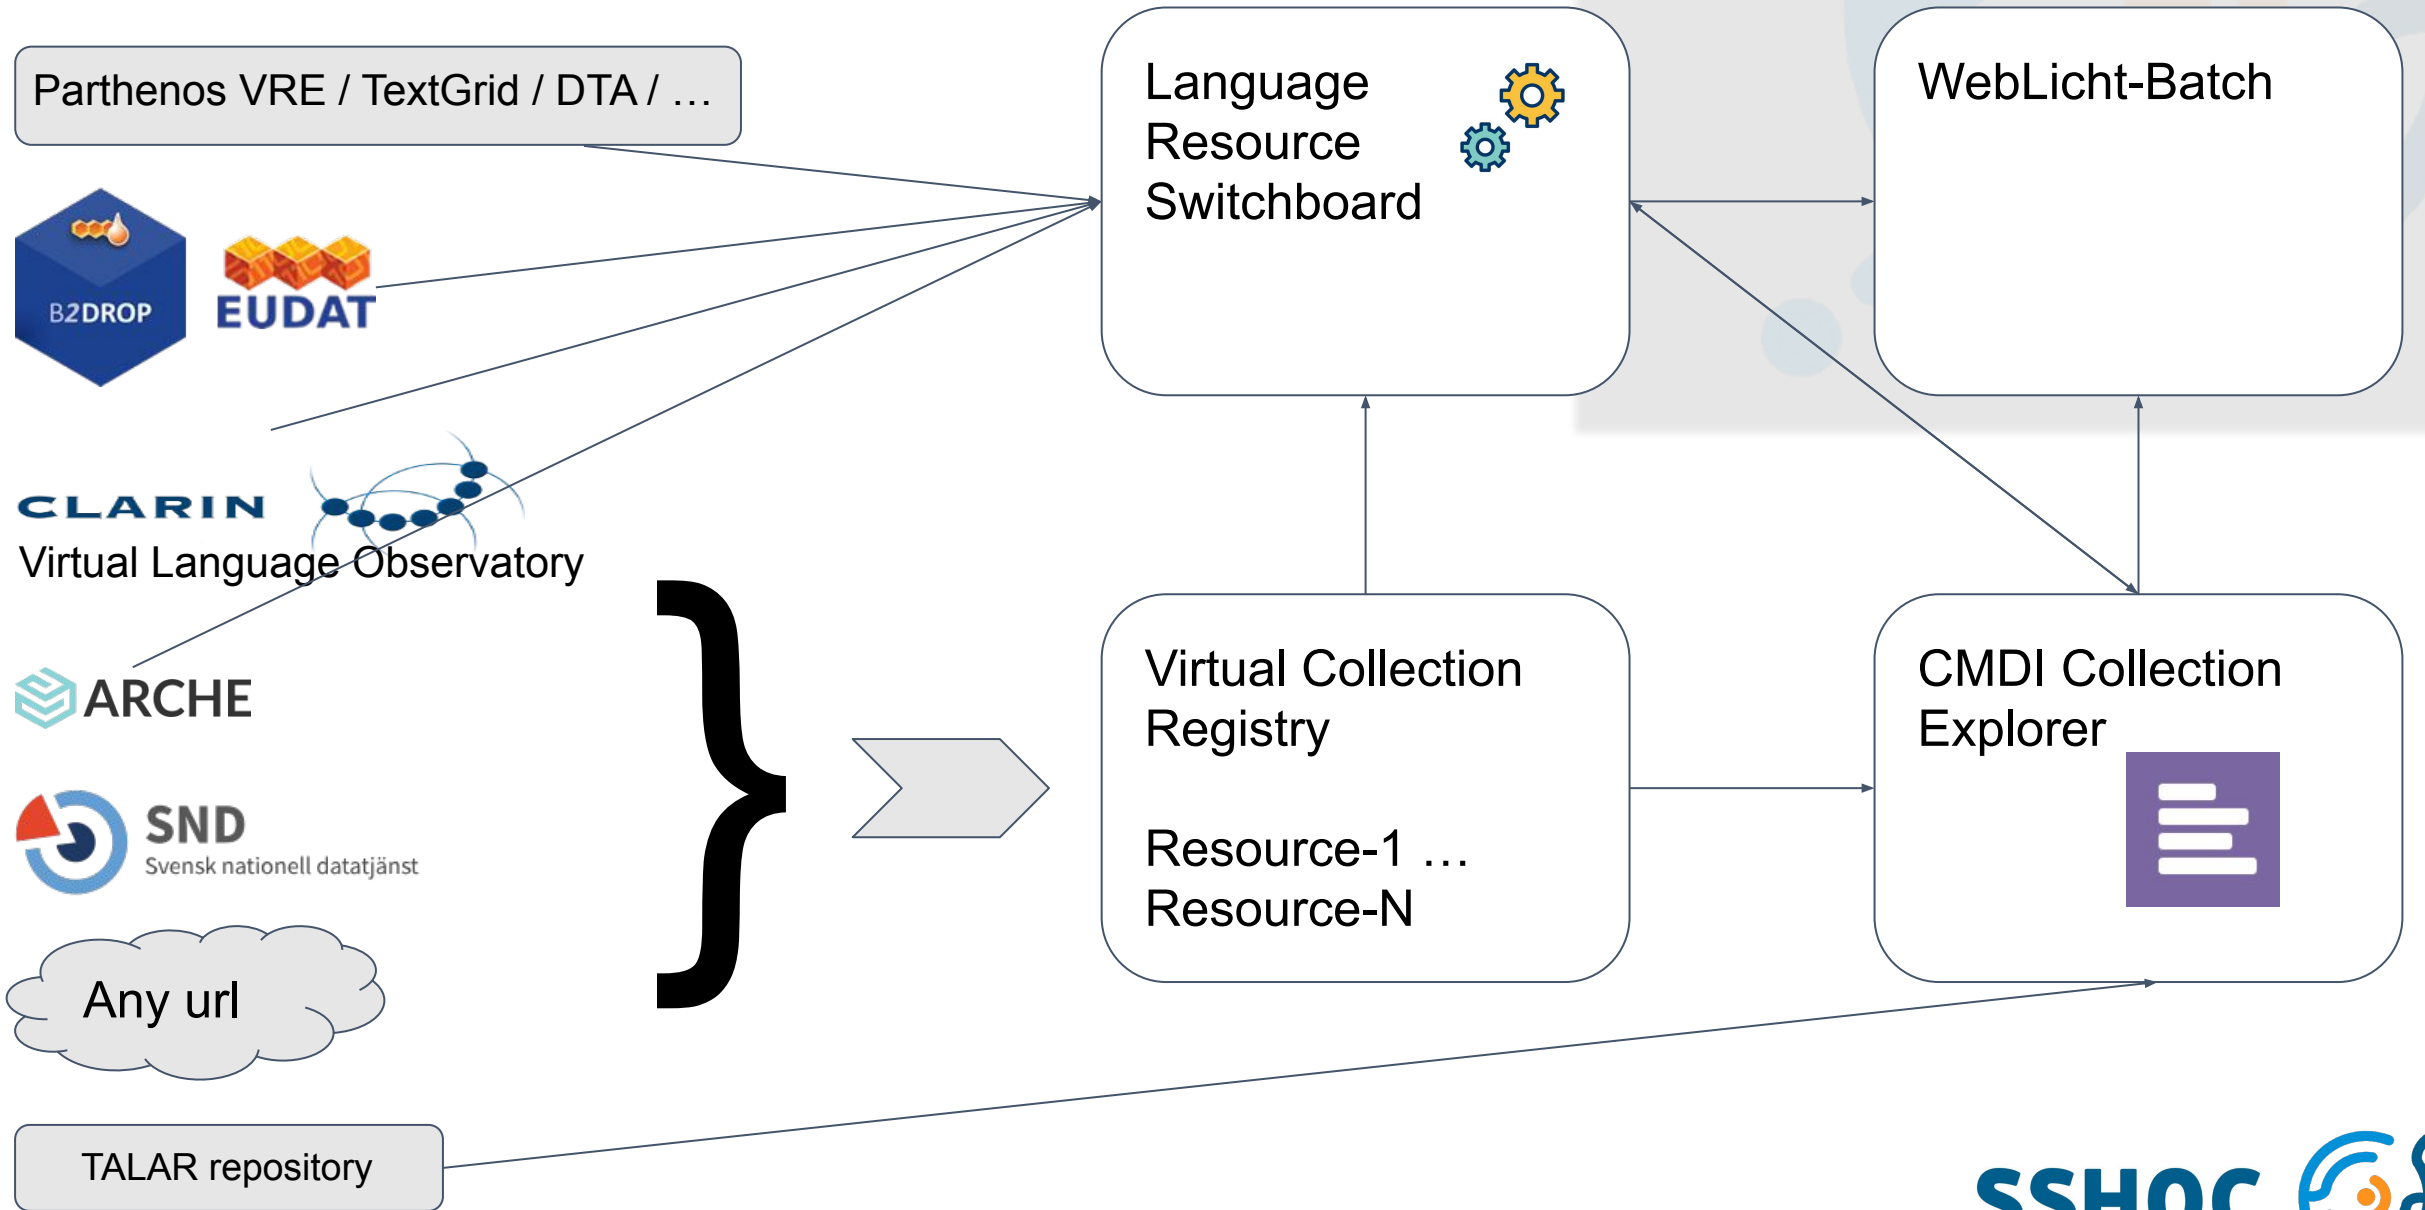 Parthenos VRE / TextGrid / DTA / …
B2DROP
EUDAT
CLARIN
Virtual Language Observatory
ARCHE
SND
Svensk nationell datatjänst
Any url
TALAR repository
Language
Resource
Switchboard
WebLicht-Batch
Virtual Collection
Registry
Resource-1 …
Resource-N
CMDI Collection
Explorer
SSHOC